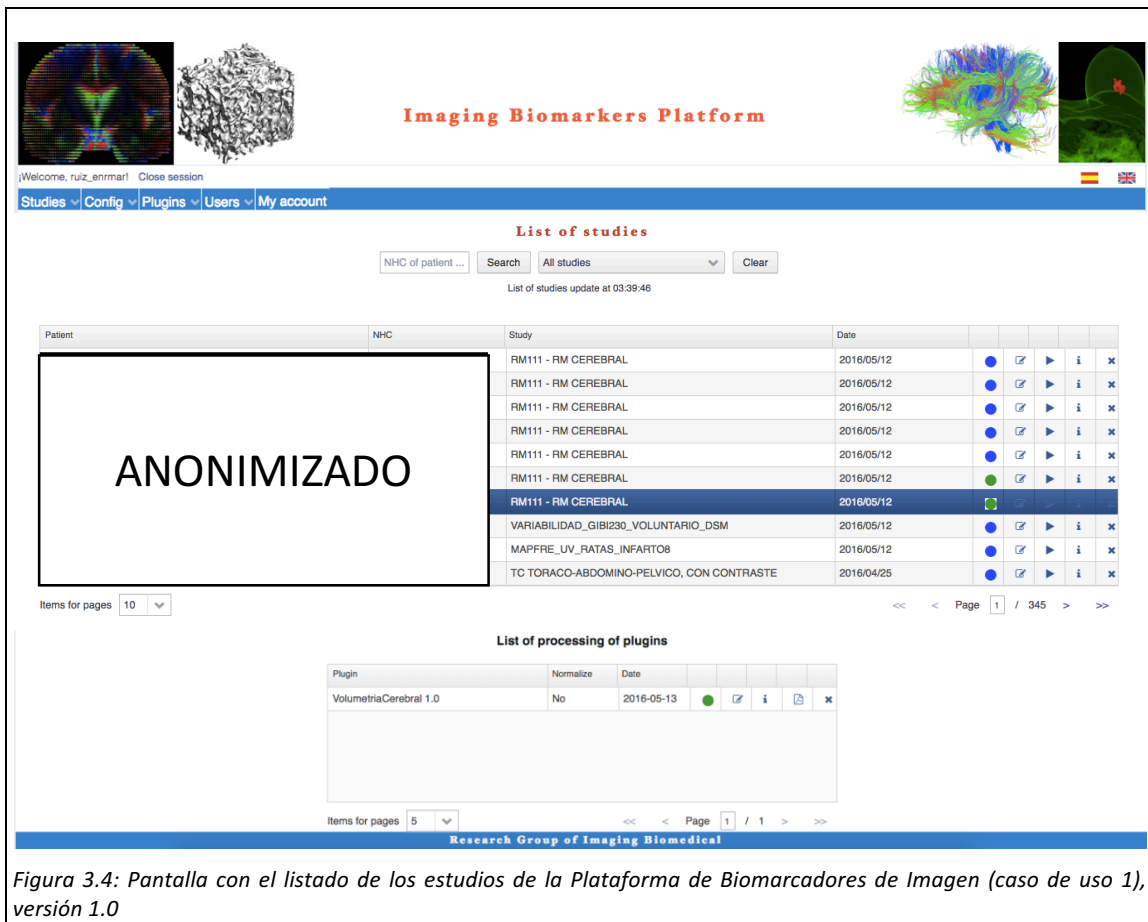 Imaging Biomarkers Platform
¡Welcome, ruiz_enrmar! Close session
Studies Config Plugins Users My account
List of studies
NHC of patient ... Search All studies Clear
List of studies update at 03:39:46
Patient NHC Study Date
RM111 - RM CEREBRAL 2016/05/12
RM111 - RM CEREBRAL 2016/05/12
RM111 - RM CEREBRAL 2016/05/12
RM111 - RM CEREBRAL 2016/05/12
RM111 - RM CEREBRAL 2016/05/12
ANONIMIZADO
RM111 - RM CEREBRAL 2016/05/12
RM111 - RM CEREBRAL 2016/05/12
VARIABILIDAD_GIBI230_VOLUNTARIO_DSM 2016/05/12
MAPFRE_UV_RATAS_INFARTO8 2016/05/12
TC TORACO-ABDOMINO-PELVICO, CON CONTRASTE 2016/04/25
Items for pages 10 << < Page 1 / 345 > >>
List of processing of plugins
Plugin Normalize Date
VolumetriaCerebral 1.0 No 2016-05-13
Items for pages 5 << < Page 1 / 1 > >>
Research Group of Imaging Biomedical
Figura 3.4: Pantalla con el listado de los estudios de la Plataforma de Biomarcadores de Imagen (caso de uso 1),
versión 1.0